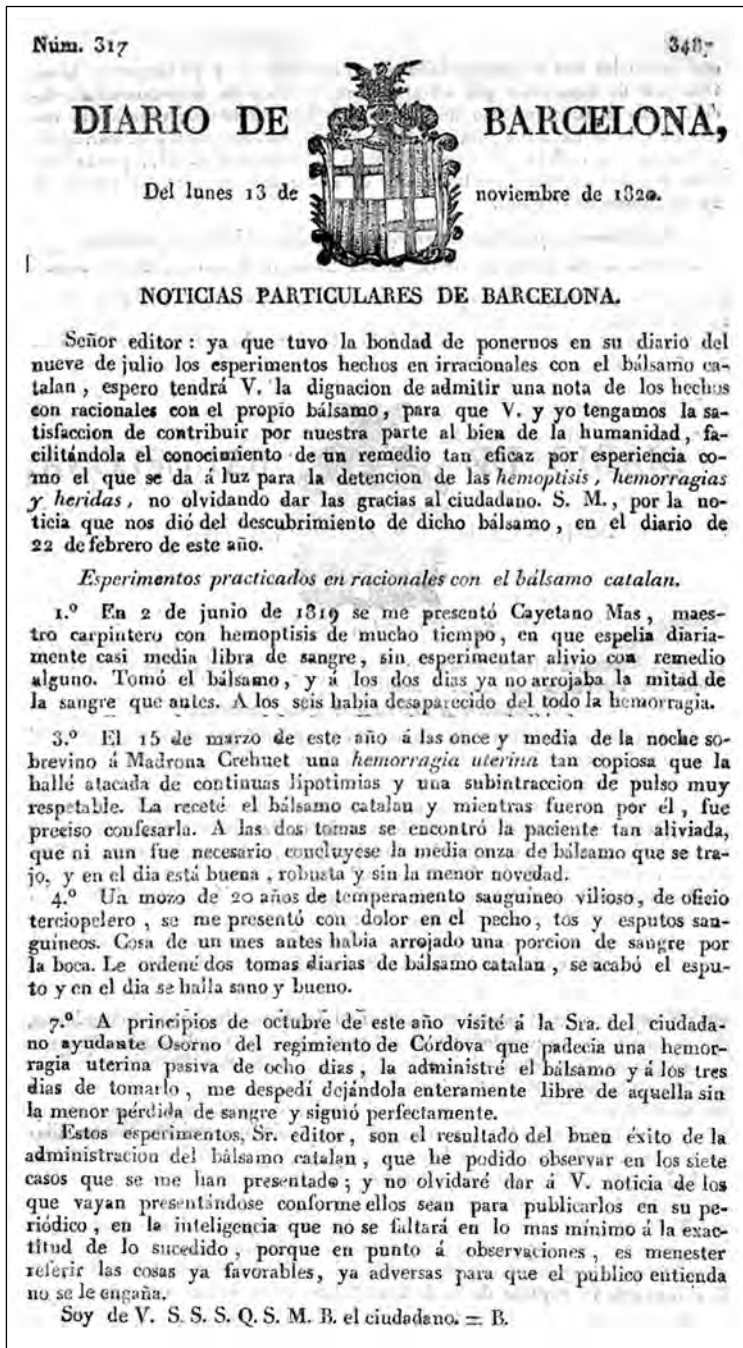 Núm. 317 348
DIARIO DE BARCELONA,
Del lunes 13 de noviembre de 1820.
NOTICIAS PARTICULARES DE BARCELONA.
Señor editor : ya que tuvo la bondad de ponernos en su diario del
nueve de julio los esperimentos hechos en irracionales con el bálsamo ca-
talan , espero tendrá V. la dignacion de admitir una nota de los hechos
con racionales con el propio bálsamo, para que V. y yo tengamos la sa-
tisfaccion de contribuir por nuestra parte al bien de la humanidad, fa-
cilitándola el conocimiento de un remedio tan eficaz por esperiencia co-
mo el que se da á luz para la detencion de las hemoptisis, hemorragias
y heridas, no olvidando dar las gracias al ciudadano. S. M., por la no-
ticia que nos dió del descubrimiento de dicho bálsamo, en el diario de
22 de febrero de este año.
Esperimentos practicados en racionales con el bálsamo catalan.
1.º En 2 de junio de 1819 se me presentó Cayetano Mas, maes-
tro carpintero con hemoptisis de mucho tiempo, en que espelia diaria-
mente casi media libra de sangre, sin esperimentar alivio con remedio
alguno. Tomó el bálsamo, y á los dos dias ya no arrojaba la mitad de
la sangre que antes. A los seis habia desaparecido del todo la hemorragia.
3.º El 15 de marzo de este año á las once y media de la noche so-
brevino á Madrona Crehuet una hemorragia uterina tan copiosa que la
hallé atacada de continuas lipotimias y una subintraccion de pulso muy
respetable. La receté el bálsamo catalan y mientras fueron por él , fue
preciso confesarla. A las dos tomas se encontró la paciente tan aliviada,
que ni aun fue necesario concluyese la media onza de bálsamo que se tra-
jo, y en el dia está buena , robusta y sin la menor novedad.
4.º Un mozo de 20 años de temperamento sanguineo vilioso, de oficio
terciopelero , se me presentó con dolor en el pecho, tos y esputos san-
guineos. Cosa de un mes antes habia arrojado una porcion de sangre por
la boca. Le ordené dos tomas diarias de bálsamo catalan , se acabó el espu-
to y en el dia se halla sano y bueno.
7.º A principios de octubre de este año visité á la Sra. del ciudada-
no ayudante Osorno del regimiento de Córdova que padecia una hemor-
ragia úterina pasiva de ocho dias, la administré el bálsamo y á los tres
dias de tomarlo , me despedí dejándola enteramente libre de aquella sin
la menor pérdida de sangre y siguió perfectamente.
Estos esperimentos, Sr. editor, son el resultado del buen éxito de la
administracion del bálsamo catalan , que he podido observar en los siete
casos que se me han presentado ; y no olvidaré dar á V. noticia de los
que vayan presentándose conforme ellos sean para publicarlos en su pe-
riódico , en la inteligencia que no se faltará en lo mas mínimo á la exac-
titud de lo sucedido , porque en punto á observaciones , es menester
referir las cosas ya favorables, ya adversas para que el publico entienda
no se le engaña.
Soy de V. S. S. S. Q. S. M. B. el ciudadano. = B.